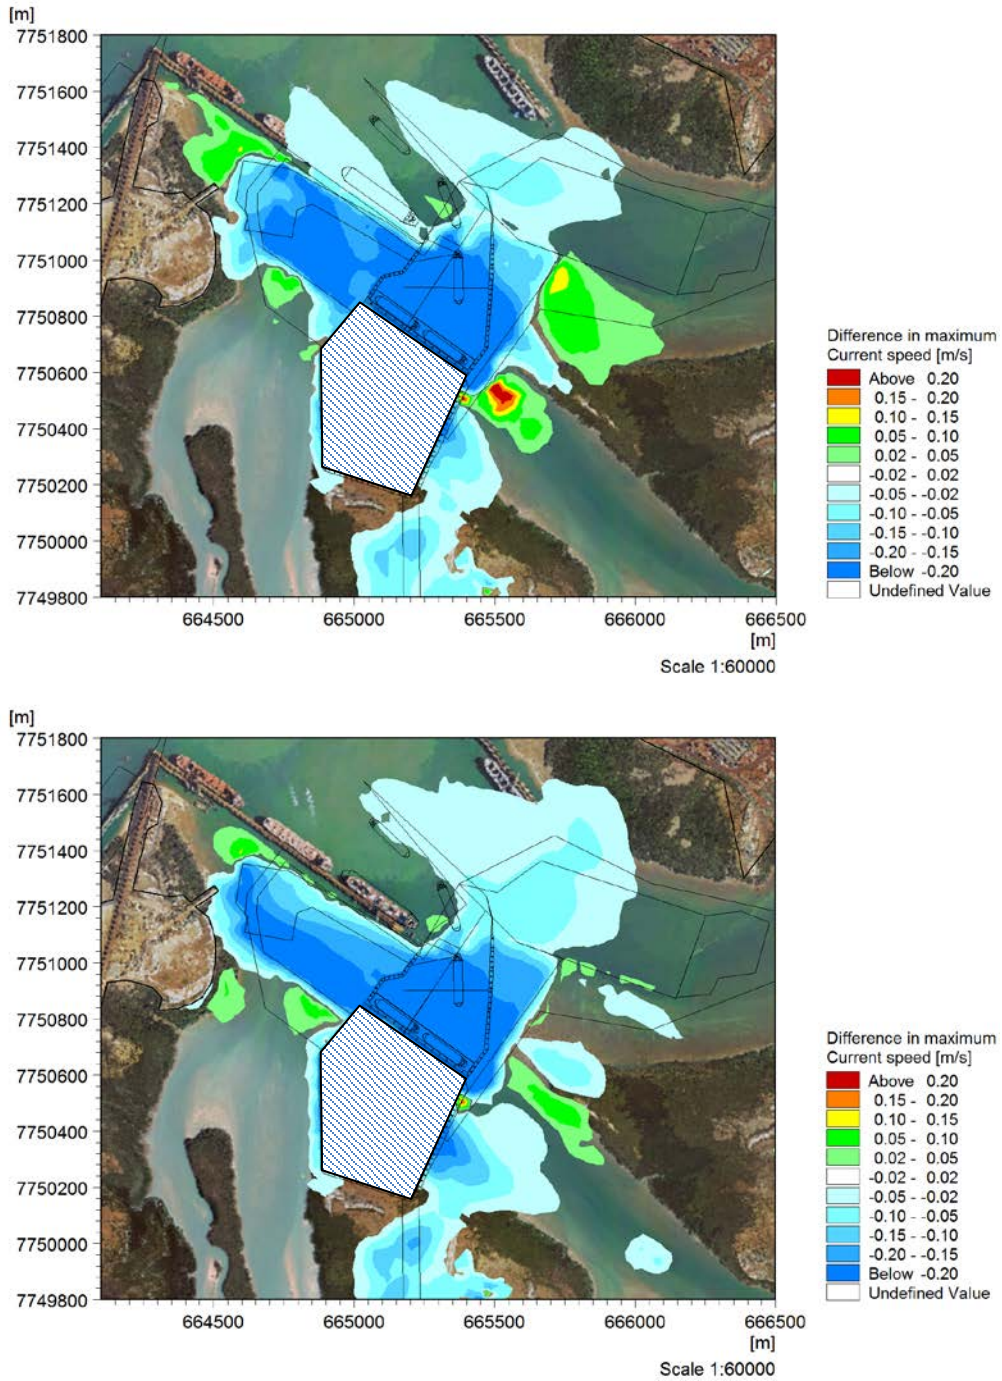 [m]
7751800
7751600
7751400
7751200
7751000
7750800
7750600
7750400
7750200
7750000
7749800
664500 665000 665500 666000 666500
[m]
Scale 1:60000
Difference in maximum
Current speed [m/s]
Above 0.20
0.15 - 0.20
0.10 - 0.15
0.05 - 0.10
0.02 - 0.05
-0.02 - 0.02
-0.05 - -0.02
-0.10 - -0.05
-0.15 - -0.10
-0.20 - -0.15
Below -0.20
Undefined Value
[m]
7751800
7751600
7751400
7751200
7751000
7750800
7750600
7750400
7750200
7750000
7749800
664500 665000 665500 666000 666500
[m]
Scale 1:60000
Difference in maximum
Current speed [m/s]
Above 0.20
0.15 - 0.20
0.10 - 0.15
0.05 - 0.10
0.02 - 0.05
-0.02 - 0.02
-0.05 - -0.02
-0.10 - -0.05
-0.15 - -0.10
-0.20 - -0.15
Below -0.20
Undefined Value